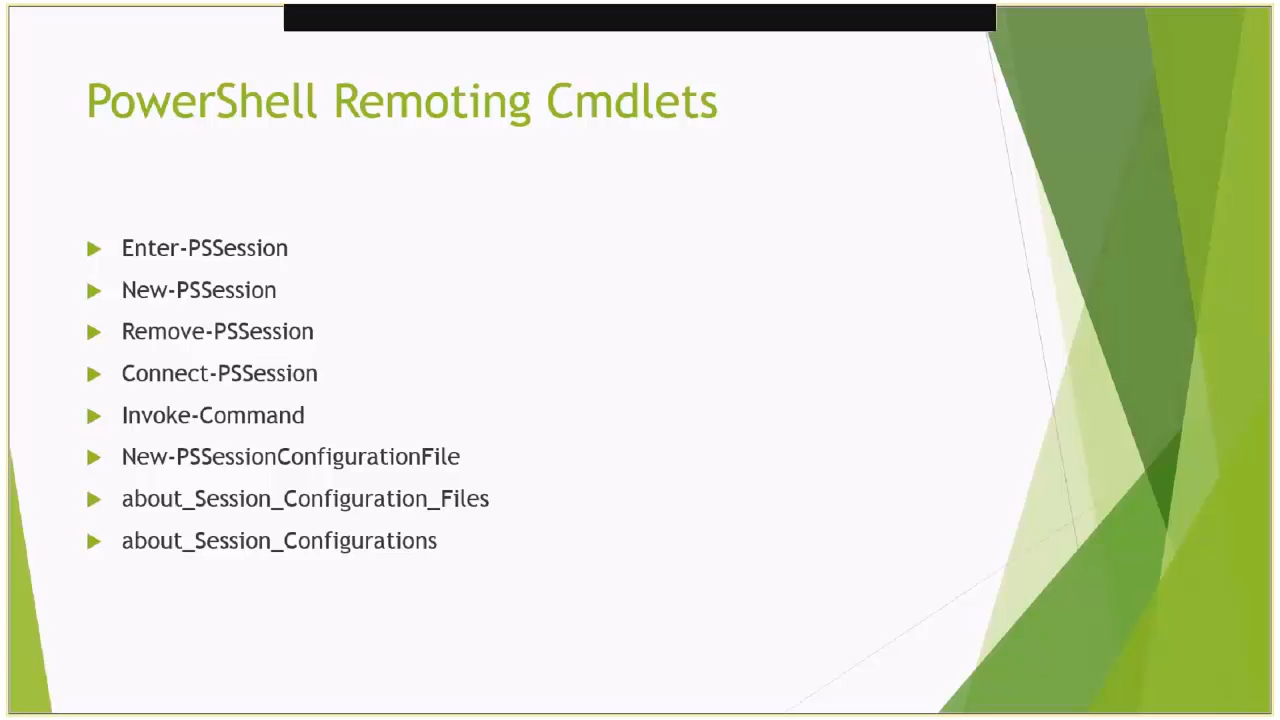 PowerShell Remoting Cmdlets
Enter-PSSession
New-PSSession
Remove-PSSession
Connect-PSSession
Invoke-Command
New-PSSessionConfigurationFile
about_Session_Configuration_Files
about_Session_Configurations